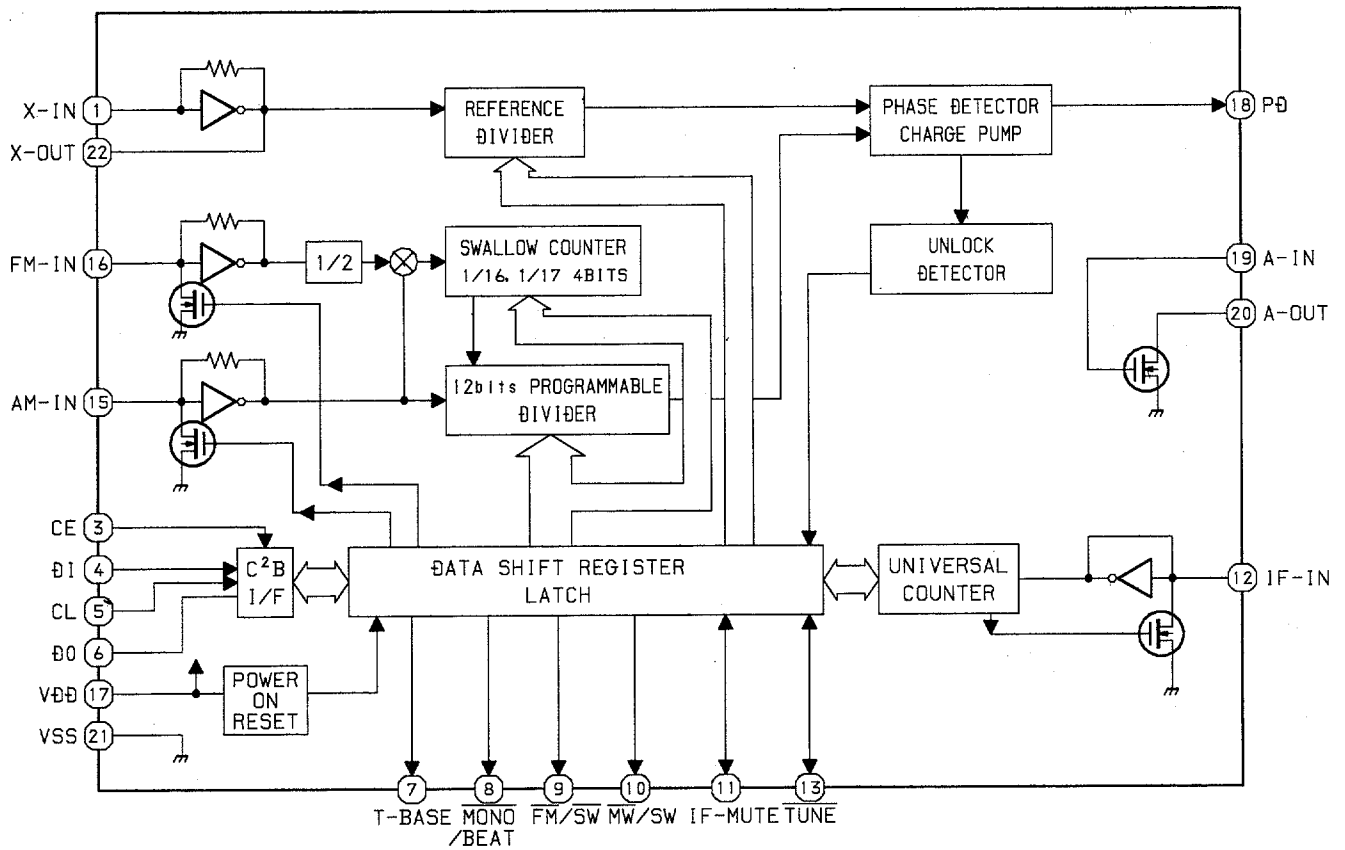 X-IN 1
X-OUT 22
REFERENCE
DIVIDER
PHASE DETECTOR
CHARGE PUMP
18 PD
FM-IN 16
1/2
SWALLOW COUNTER
1/16, 1/17 4BITS
UNLOCK
DETECTOR
19 A-IN
20 A-OUT
AM-IN 15
12bits PROGRAMMABLE
DIVIDER
CE 3
DI 4
CL 5
DO 6
VDD 17
VSS 21
C²B
I/F
DATA SHIFT REGISTER
LATCH
UNIVERSAL
COUNTER
12 IF-IN
POWER
ON
RESET
7
T-BASE
8
MONO
/BEAT
9
FM/SW
10
MW/SW
11
IF-MUTE
13
TUNE